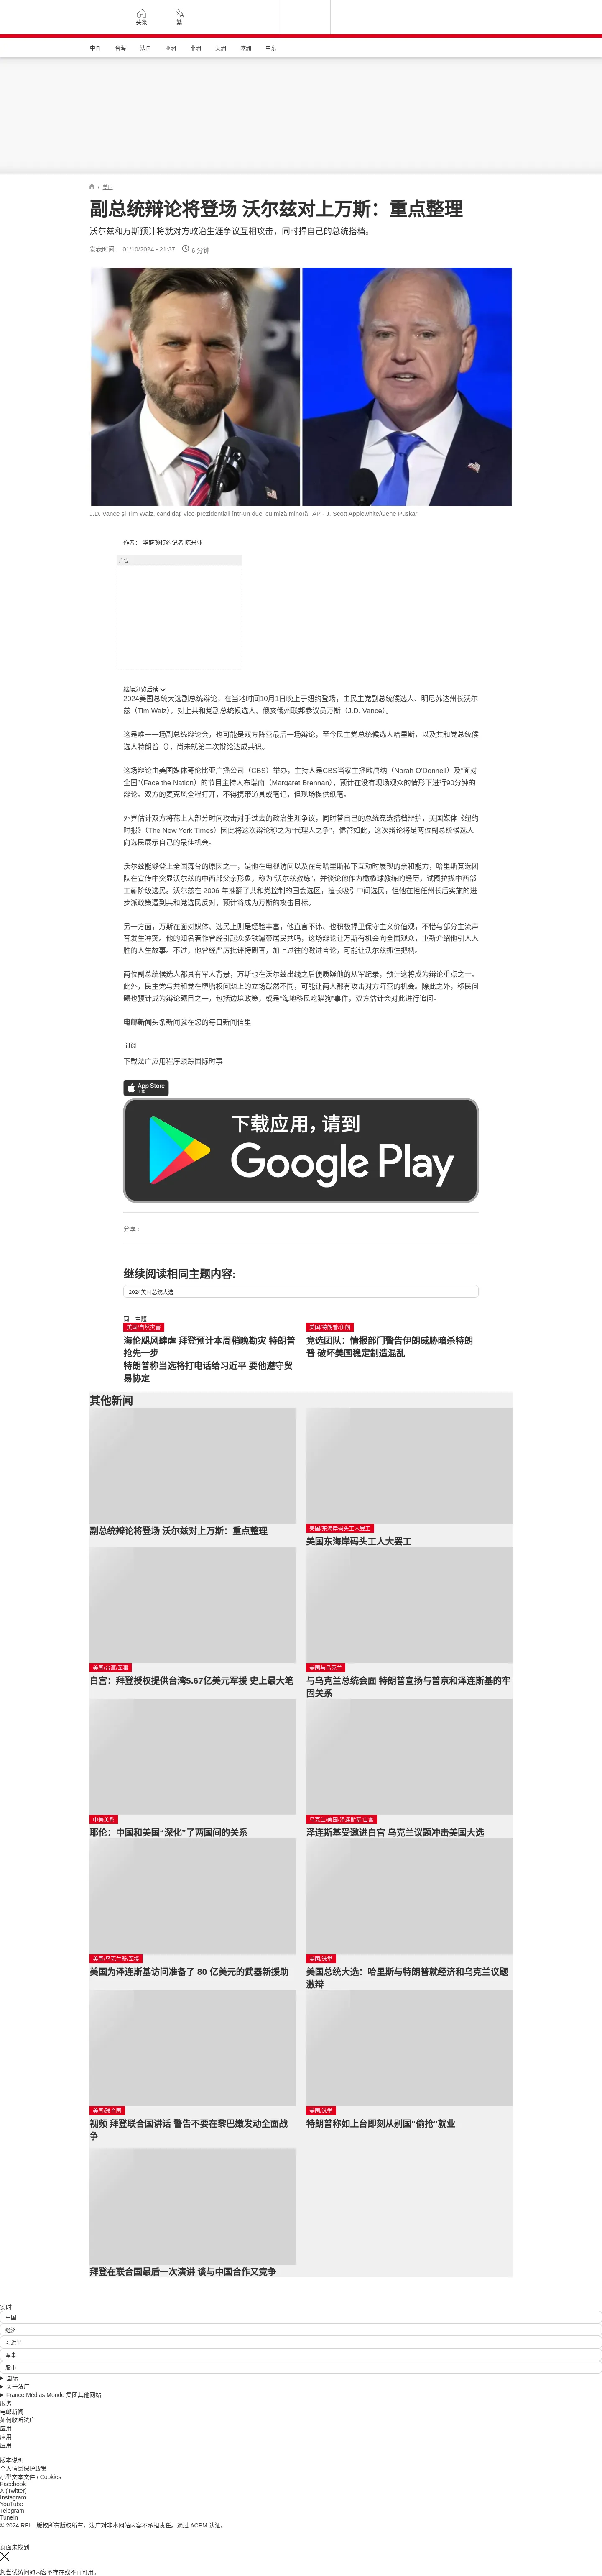 头条
繁
中国 台海 法国 亚洲 非洲 美洲 欧洲 中东
/ 美国
副总统辩论将登场 沃尔兹对上万斯：重点整理
沃尔兹和万斯预计将就对方政治生涯争议互相攻击，同时捍自己的总统搭档。
发表时间： 01/10/2024 - 21:37 6 分钟
J.D. Vance și Tim Walz, candidați vice-prezidențiali într-un duel cu miză minoră. AP - J. Scott Applewhite/Gene Puskar
作者： 华盛顿特约记者 陈米亚
广告
继续浏览后续
2024美国总统大选副总统辩论，在当地时间10月1日晚上于纽约登场，由民主党副总统候选人、明尼苏达州长沃尔
兹（Tim Walz），对上共和党副总统候选人、俄亥俄州联邦参议员万斯（J.D. Vance）。
这是唯一一场副总统辩论会，也可能是双方阵营最后一场辩论，至今民主党总统候选人哈里斯，以及共和党总统候
选人特朗普（），尚未就第二次辩论达成共识。
这场辩论由美国媒体哥伦比亚广播公司（CBS）举办，主持人是CBS当家主播欧唐纳（Norah O'Donnell）及“面对
全国”（Face the Nation）的节目主持人布瑞南（Margaret Brennan），预计在没有现场观众的情形下进行90分钟的
辩论。双方的麦克风全程打开，不得携带道具或笔记，但现场提供纸笔。
外界估计双方将花上大部分时间攻击对手过去的政治生涯争议，同时替自己的总统竞选搭档辩护，美国媒体《纽约
时报》（The New York Times）因此将这次辩论称之为“代理人之争”，儘管如此，这次辩论将是两位副总统候选人
向选民展示自己的最佳机会。
沃尔兹能够登上全国舞台的原因之一，是他在电视访问以及在与哈里斯私下互动时展现的亲和能力，哈里斯竞选团
队在宣传中突显沃尔兹的中西部父亲形象，称为“沃尔兹教练”，并谈论他作为橄榄球教练的经历，试图拉拢中西部
工薪阶级选民。沃尔兹在 2006 年推翻了共和党控制的国会选区，擅长吸引中间选民，但他在担任州长后实施的进
步派政策遭到共和党选民反对，预计将成为万斯的攻击目标。
另一方面，万斯在面对媒体、选民上则是经验丰富，他直言不讳、也积极捍卫保守主义价值观，不惜与部分主流声
音发生冲突。他的知名着作曾经引起众多铁鏽带居民共鸣，这场辩论让万斯有机会向全国观众，重新介绍他引人入
胜的人生故事。不过，他曾经严厉批评特朗普，加上过往的激进言论，可能让沃尔兹抓住把柄。
两位副总统候选人都具有军人背景，万斯也在沃尔兹出线之后便质疑他的从军纪录，预计这将成为辩论重点之一。
此外，民主党与共和党在堕胎权问题上的立场截然不同，可能让两人都有攻击对方阵营的机会。除此之外，移民问
题也预计成为辩论题目之一，包括边境政策，或是“海地移民吃猫狗”事件，双方估计会对此进行追问。
电邮新闻头条新闻就在您的每日新闻信里
订阅
下载法广应用程序跟踪国际时事
App Store
下载
下载应用，请到
Google Play
分享 :
继续阅读相同主题内容:
2024美国总统大选
同一主题
美国/自然灾害
海伦飓风肆虐 拜登预计本周稍晚勘灾 特朗普
抢先一步
特朗普称当选将打电话给习近平 要他遵守贸
易协定
美国/特朗普/伊朗
竞选团队：情报部门警告伊朗威胁暗杀特朗
普 破坏美国稳定制造混乱
其他新闻
副总统辩论将登场 沃尔兹对上万斯：重点整理
美国/东海岸码头工人罢工
美国东海岸码头工人大罢工
美国/台湾/军事
白宫：拜登授权提供台湾5.67亿美元军援 史上最大笔
美国与乌克兰
与乌克兰总统会面 特朗普宣扬与普京和泽连斯基的牢
固关系
中美关系
耶伦：中国和美国“深化”了两国间的关系
乌克兰/美国/泽连斯基/白宫
泽连斯基受邀进白宫 乌克兰议题冲击美国大选
美国/乌克兰新/军援
美国为泽连斯基访问准备了 80 亿美元的武器新援助
美国/选举
美国总统大选：哈里斯与特朗普就经济和乌克兰议题
激辩
美国/联合国
视频 拜登联合国讲话 警告不要在黎巴嫩发动全面战
争
美国/选举
特朗普称如上台即刻从别国“偷抢”就业
拜登在联合国最后一次演讲 谈与中国合作又竞争
实时
中国
经济
习近平
军事
股市
国际
关于法广
France Médias Monde 集团其他网站
服务
电邮新闻
如何收听法广
应用
应用
应用
版本说明
个人信息保护政策
小型文本文件 / Cookies
Facebook
X (Twitter)
Instagram
YouTube
Telegram
TuneIn
© 2024 RFI – 版权所有版权所有。法广对非本网站内容不承担责任。通过 ACPM 认证。
页面未找到
您尝试访问的内容不存在或不再可用。